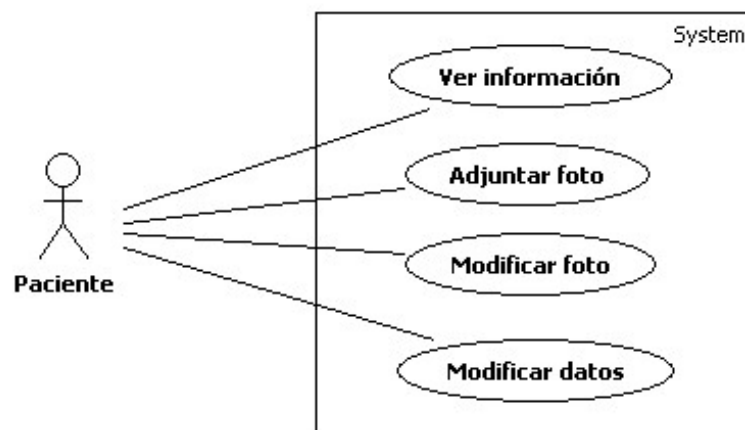 System
Ver información
Adjuntar foto
Modificar foto
Paciente
Modificar datos